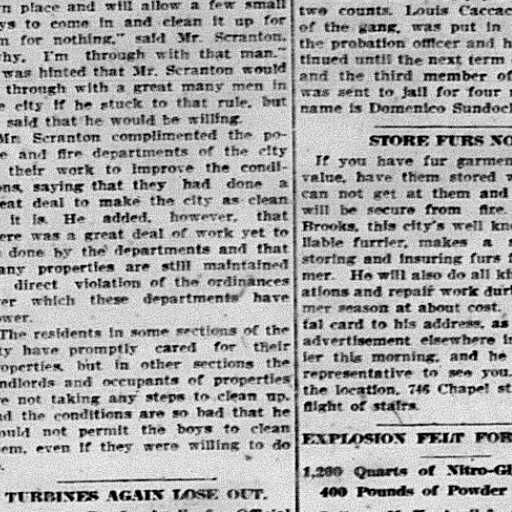 n place and will allow a few small
ys to come in and clean it up for
m for nothing," said Mr. Scranton,
hy, I'm through with that man."
was hinted that Mr. Scranton would
through with a great many men in
e city if he stuck to that rule, but
said that he would be willing.
Mr. Scranton complimented the po-
e and fire departments of the city
their work to improve the condi-
ons, saying that they had done a
eat deal to make the city as clean
it is. He added, however, that
ere was a great deal of work yet to
done by the departments and that
any properties are still maintained
direct violation of the ordinances
er which these departments have
ower.
The residents in some sections of the
ty have promptly cared for their
operties, but in other sections the
ndlords and occupants of properties
re not taking any steps to clean up,
nd the conditions are so bad that he
ould not permit the boys to clean
em, even if they were willing to do
TURBINES AGAIN LOSE OUT.
two counts. Louis Caccac
of the gang, was put in
the probation officer and h
tinued until the next term
and the third member of
was sent to jail for four
name is Domenico Sundoc
STORE FURS NO
If you have fur garmen
value, have them stored
can not get at them and
will be secure from fire.
Brooks, this city's well kn
liable furrier, makes a
storing and insuring furs
mer. He will also do all ki
ations and repair work dur
mer season at about cost.
tal card to his address, as
advertisement elsewhere i
ier this morning, and he
representative to see you.
the location, 746 Chapel st
flight of stairs.
EXPLOSION FELT FOR
1,200 Quarts of Nitro-Gl
400 Pounds of Powder